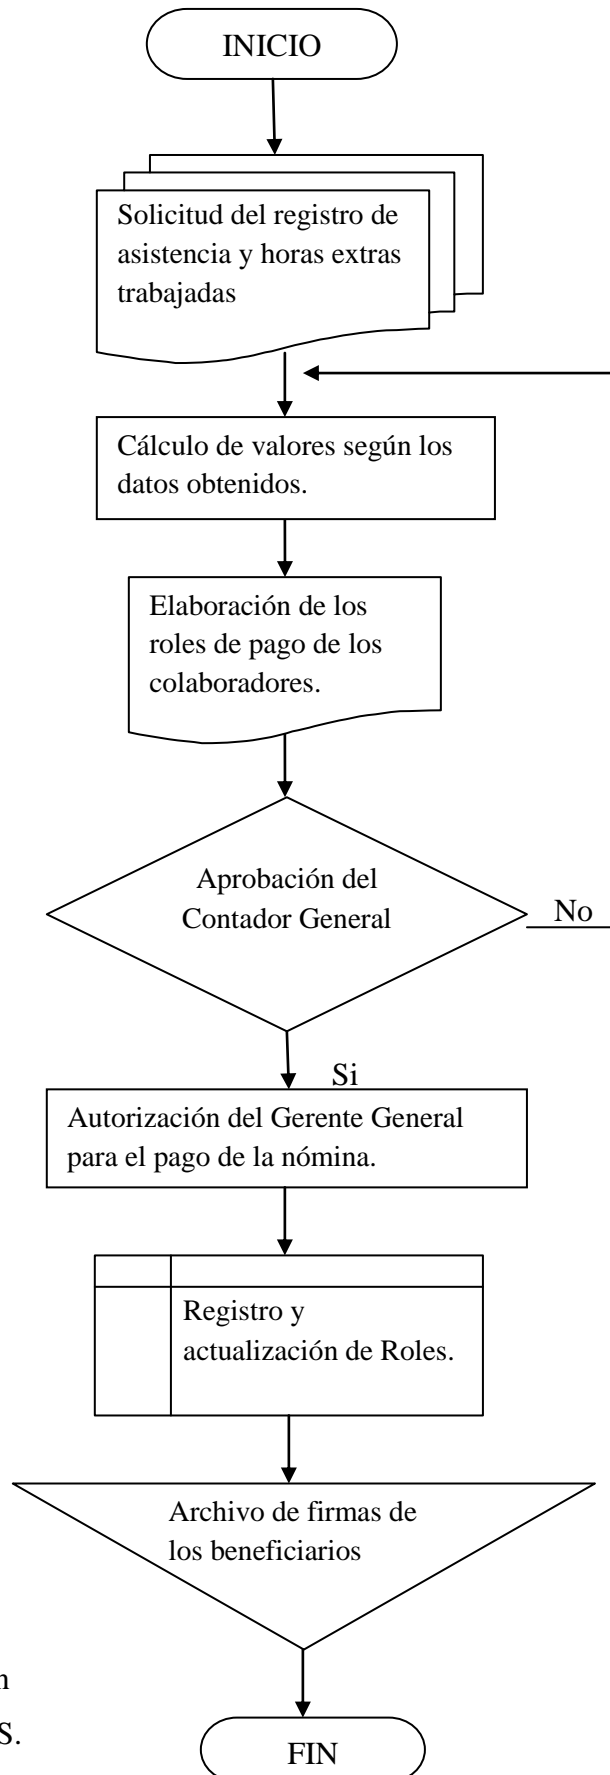 INICIO
Solicitud del registro de
asistencia y horas extras
trabajadas
Cálculo de valores según los
datos obtenidos.
Elaboración de los
roles de pago de los
colaboradores.
Aprobación del
Contador General
No
Si
Autorización del Gerente General
para el pago de la nómina.
Registro y
actualización de Roles.
Archivo de firmas de
los beneficiarios
S.
FIN